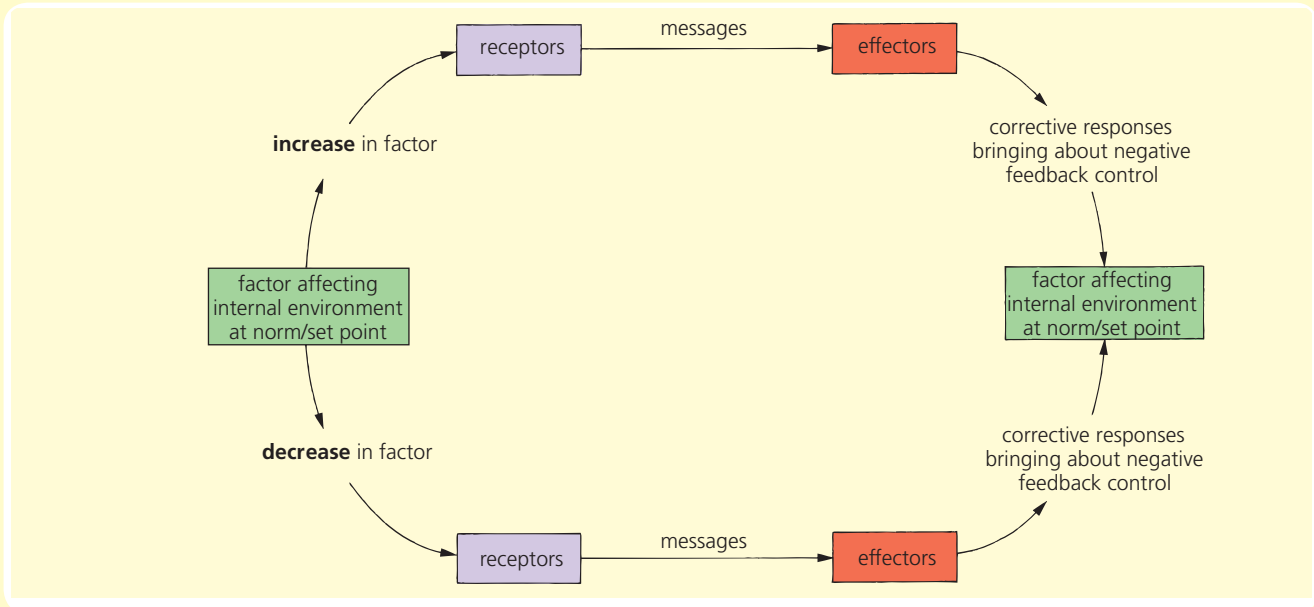 receptors
messages
effectors
increase in factor
corrective responses
bringing about negative
feedback control
factor affecting
internal environment
at norm/set point
factor affecting
internal environment
at norm/set point
decrease in factor
corrective responses
bringing about negative
feedback control
receptors
messages
effectors